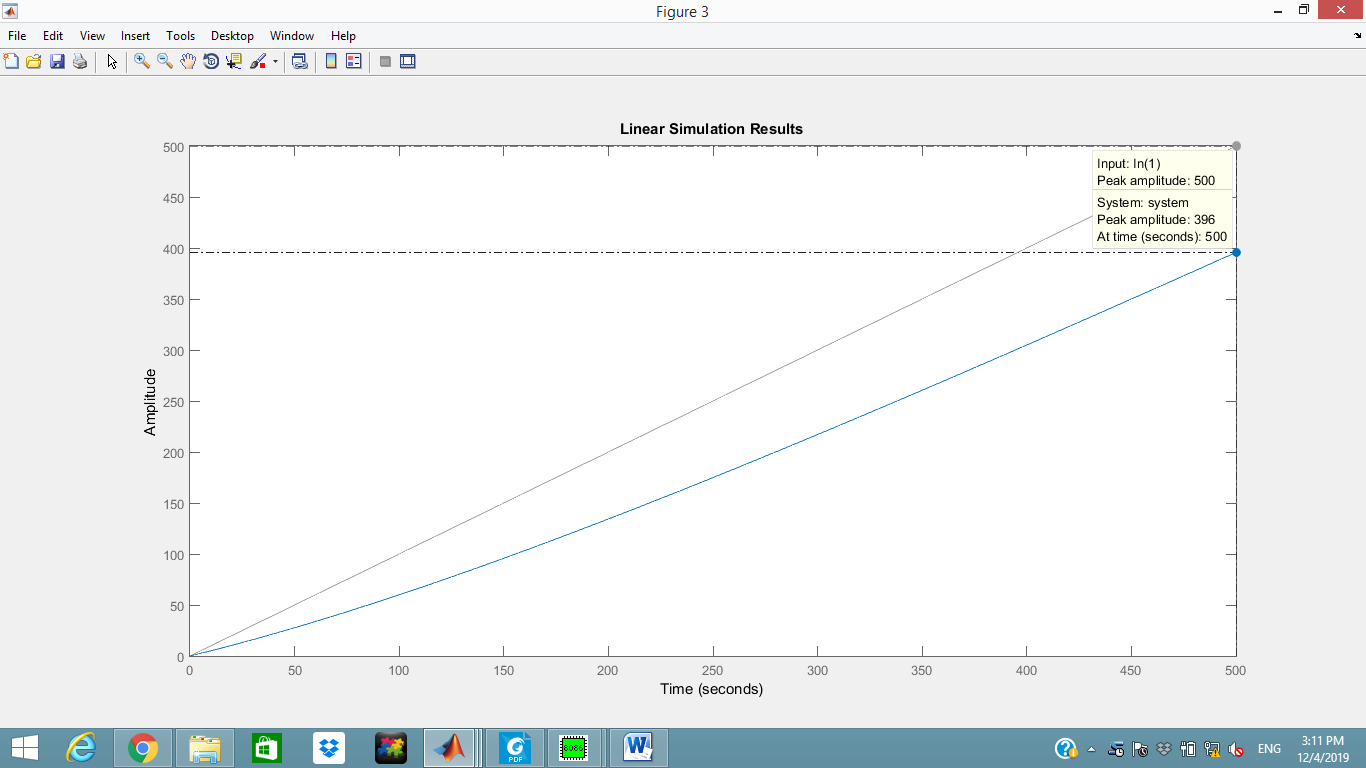 Figure 3
File Edit View Insert Tools Desktop Window Help
Linear Simulation Results
500
450
400
350
300
250
200
150
100
50
0
Amplitude
Input: In(1)
Peak amplitude: 500
System: system
Peak amplitude: 396
At time (seconds): 500
0 50 100 150 200 250 300 350 400 450 500
Time (seconds)
PDF
8086
ENG
3:11 PM
12/4/2019